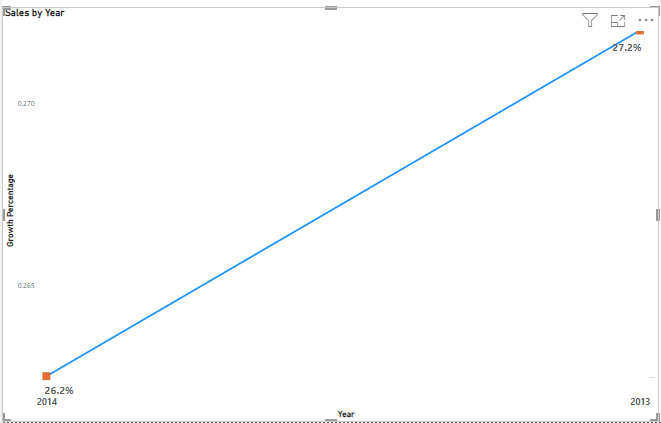 Sales by Year
27.2%
0.270
Growth Percentage
0.265
26.2%
2014
2013
Year